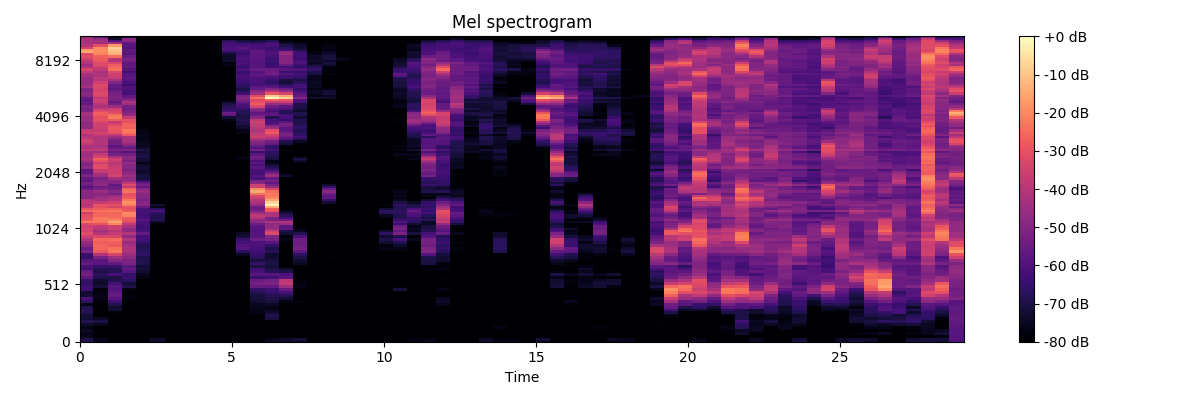 Mel spectrogram
+0 dB
8192
-10 dB
4096
-20 dB
-30 dB
2048
Hz
-40 dB
1024
-50 dB
-60 dB
512
-70 dB
0
-80 dB
0 5 10 15 20 25
Time